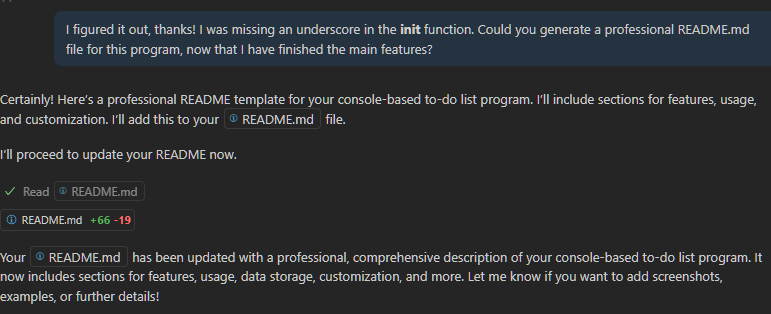 I figured it out, thanks! I was missing an underscore in the init function. Could you generate a professional README.md
file for this program, now that I have finished the main features?
Certainly! Here's a professional README template for your console-based to-do list program. I'll include sections for features, usage,
and customization. I'll add this to your README.md file.
I'll proceed to update your README now.
Read README.md
README.md +66 -19
Your README.md has been updated with a professional, comprehensive description of your console-based to-do list program. It
now includes sections for features, usage, data storage, customization, and more. Let me know if you want to add screenshots,
examples, or further details!